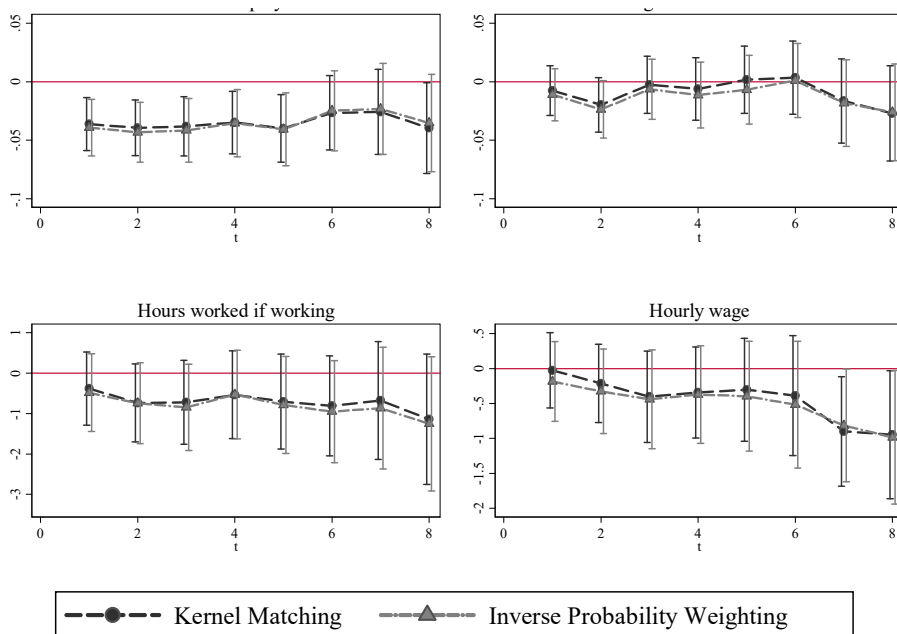 .05
0
-.05
-.1
0 2 4 6 8
t
.05
0
-.05
-.1
0 2 4 6 8
t
Hours worked if working
1
0
-1
-2
-3
0 2 4 6 8
t
Hourly wage
.5
0
-.5
-1
-1.5
-2
0 2 4 6 8
t
Kernel Matching
Inverse Probability Weighting